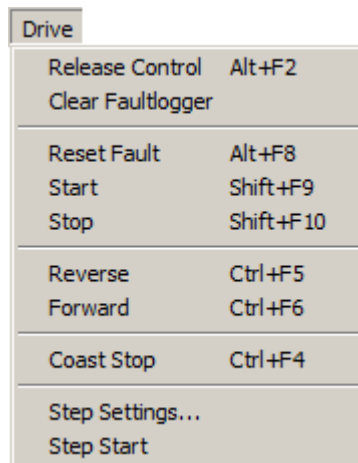 Drive
Release Control Alt+F2
Clear Faultlogger
Reset Fault Alt+F8
Start Shift+F9
Stop Shift+F10
Reverse Ctrl+F5
Forward Ctrl+F6
Coast Stop Ctrl+F4
Step Settings...
Step Start